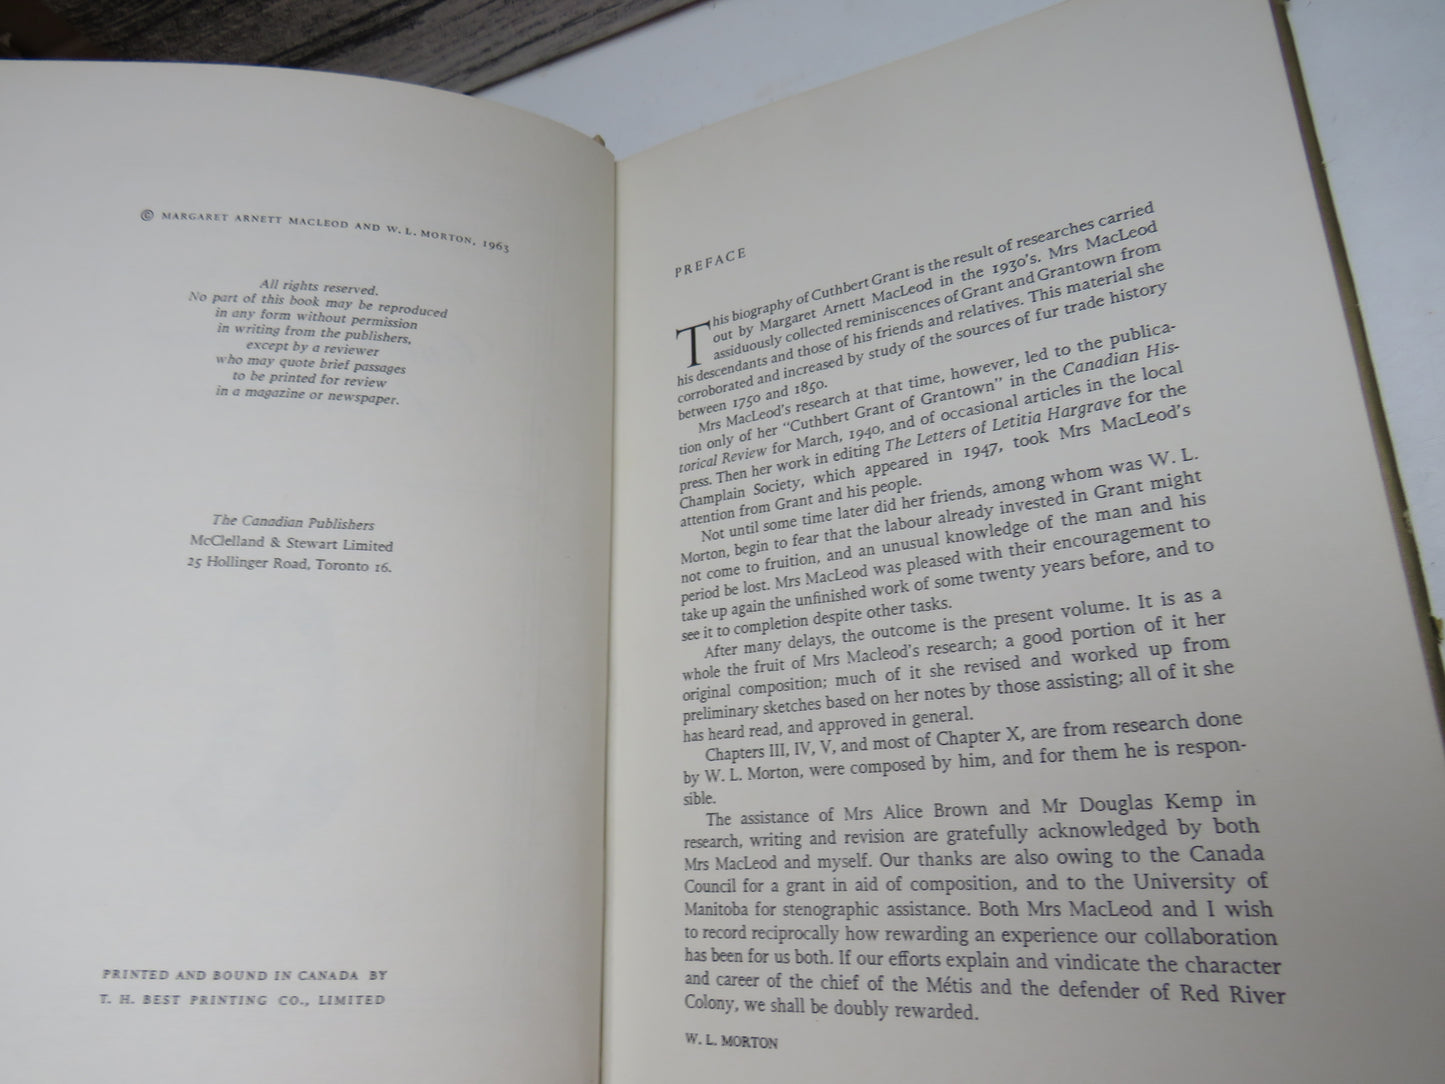 © MARGARET ARNETT MACLEOD AND W. L. MORTON, 1963
All rights reserved.
No part of this book may be reproduced
in any form without permission
in writing from the publishers,
except by a reviewer
who may quote brief passages
to be printed for review
in a magazine or newspaper.
The Canadian Publishers
McClelland & Stewart Limited
25 Hollinger Road, Toronto 16.
PRINTED AND BOUND IN CANADA BY
T. H. BEST PRINTING CO., LIMITED
PREFACE
This biography of Cuthbert Grant is the result of researches carried
out by Margaret Arnett MacLeod in the 1930's. Mrs MacLeod
assiduously collected reminiscences of Grant and Grantown from
his descendants and those of his friends and relatives. This material she
corroborated and increased by study of the sources of fur trade history
between 1750 and 1850.
Mrs MacLeod's research at that time, however, led to the publica-
tion only of her "Cuthbert Grant of Grantown" in the Canadian His-
torical Review for March, 1940, and of occasional articles in the local
press. Then her work in editing The Letters of Letitia Hargrave for the
Champlain Society, which appeared in 1947, took Mrs MacLeod's
attention from Grant and his people.
Not until some time later did her friends, among whom was W. L.
Morton, begin to fear that the labour already invested in Grant might
not come to fruition, and an unusual knowledge of the man and his
period be lost. Mrs MacLeod was pleased with their encouragement to
take up again the unfinished work of some twenty years before, and to
see it to completion despite other tasks.
After many delays, the outcome is the present volume. It is as a
whole the fruit of Mrs Macleod's research; a good portion of it her
original composition; much of it she revised and worked up from
preliminary sketches based on her notes by those assisting; all of it she
has heard read, and approved in general.
Chapters III, IV, V, and most of Chapter X, are from research done
by W. L. Morton, were composed by him, and for them he is respon-
sible.
The assistance of Mrs Alice Brown and Mr Douglas Kemp in
research, writing and revision are gratefully acknowledged by both
Mrs MacLeod and myself. Our thanks are also owing to the Canada
Council for a grant in aid of composition, and to the University of
Manitoba for stenographic assistance. Both Mrs MacLeod and I wish
to record reciprocally how rewarding an experience our collaboration
has been for us both. If our efforts explain and vindicate the character
and career of the chief of the Métis and the defender of Red River
Colony, we shall be doubly rewarded.
W. L. MORTON